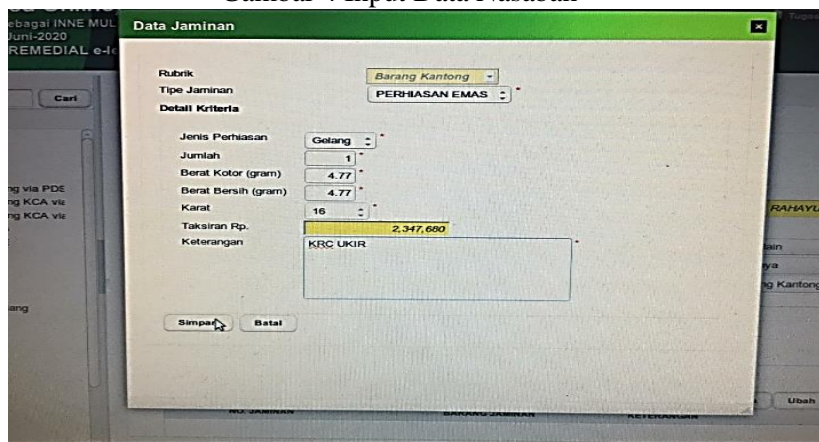 Gambar 4 Input Data Nasabah
ebagai INNE MUL
Juni-2020
REMEDIAL
Cari
ng via PDS
ng KCA via
ng KCA via
ang
Data Jaminan
Rubrik Barang Kantong
Tipe Jaminan PERHIASAN EMAS *
Detail Kriteria
Jenis Perhiasan Gelang *
Jumlah 1 *
Berat Kotor (gram) 4.77 *
Berat Bersih (gram) 4.77 *
Karat 16 *
Taksiran Rp. 2,347,680
Keterangan KRC UKIR *
Simpan Batal
RAHAYU
ain
ya
ng Kantong
Ubah
NO. JAMINAN BARANG JAMINAN KETERANGAN